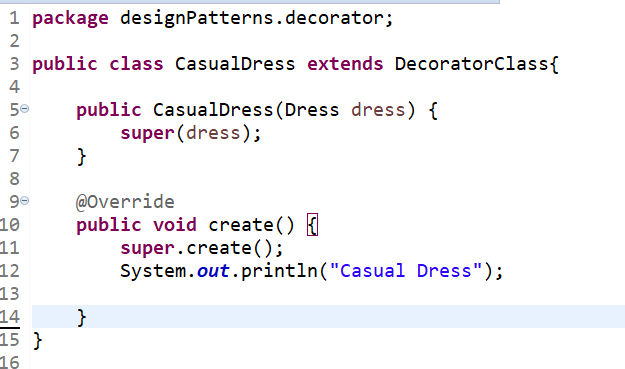 1 package designPatterns.decorator;
2
3 public class CasualDress extends DecoratorClass{
4
5 public CasualDress(Dress dress) {
6 super(dress);
7 }
8
9 @Override
10 public void create() {
11 super.create();
12 System.out.println("Casual Dress");
13
14 }
15 }
16